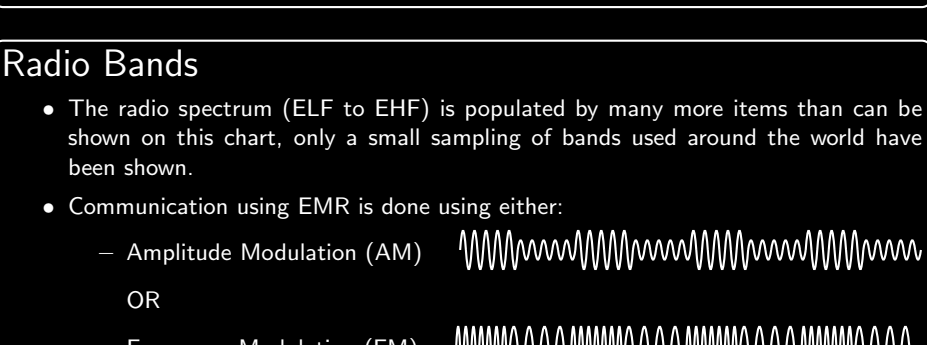 Radio Bands
• The radio spectrum (ELF to EHF) is populated by many more items than can be
shown on this chart, only a small sampling of bands used around the world have
been shown.
• Communication using EMR is done using either:
– Amplitude Modulation (AM)
OR
Modulation (FM)